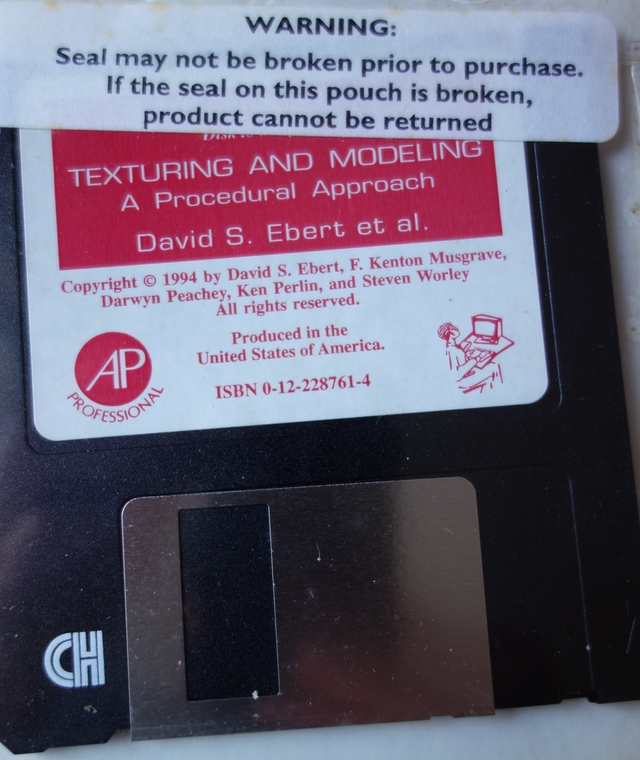 WARNING:
Seal may not be broken prior to purchase.
If the seal on this pouch is broken,
product cannot be returned
TEXTURING AND MODELING
A Procedural Approach
David S. Ebert et al.
Copyright © 1994 by David S. Ebert, F. Kenton Musgrave,
Darwyn Peachey, Ken Perlin, and Steven Worley
All rights reserved.
Produced in the
United States of America.
ISBN 0-12-228761-4
AP
PROFESSIONAL
CH